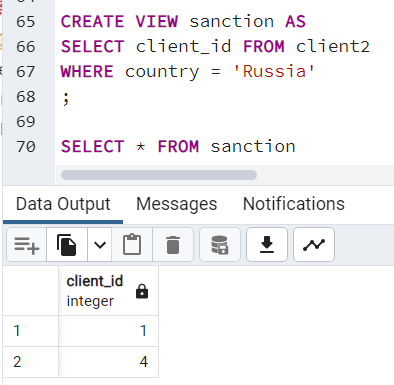 65 CREATE VIEW sanction AS
66 SELECT client_id FROM client2
67 WHERE country = 'Russia'
68 ;
69
70 SELECT * FROM sanction
Data Output Messages Notifications
client_id
integer
1 1
2 4